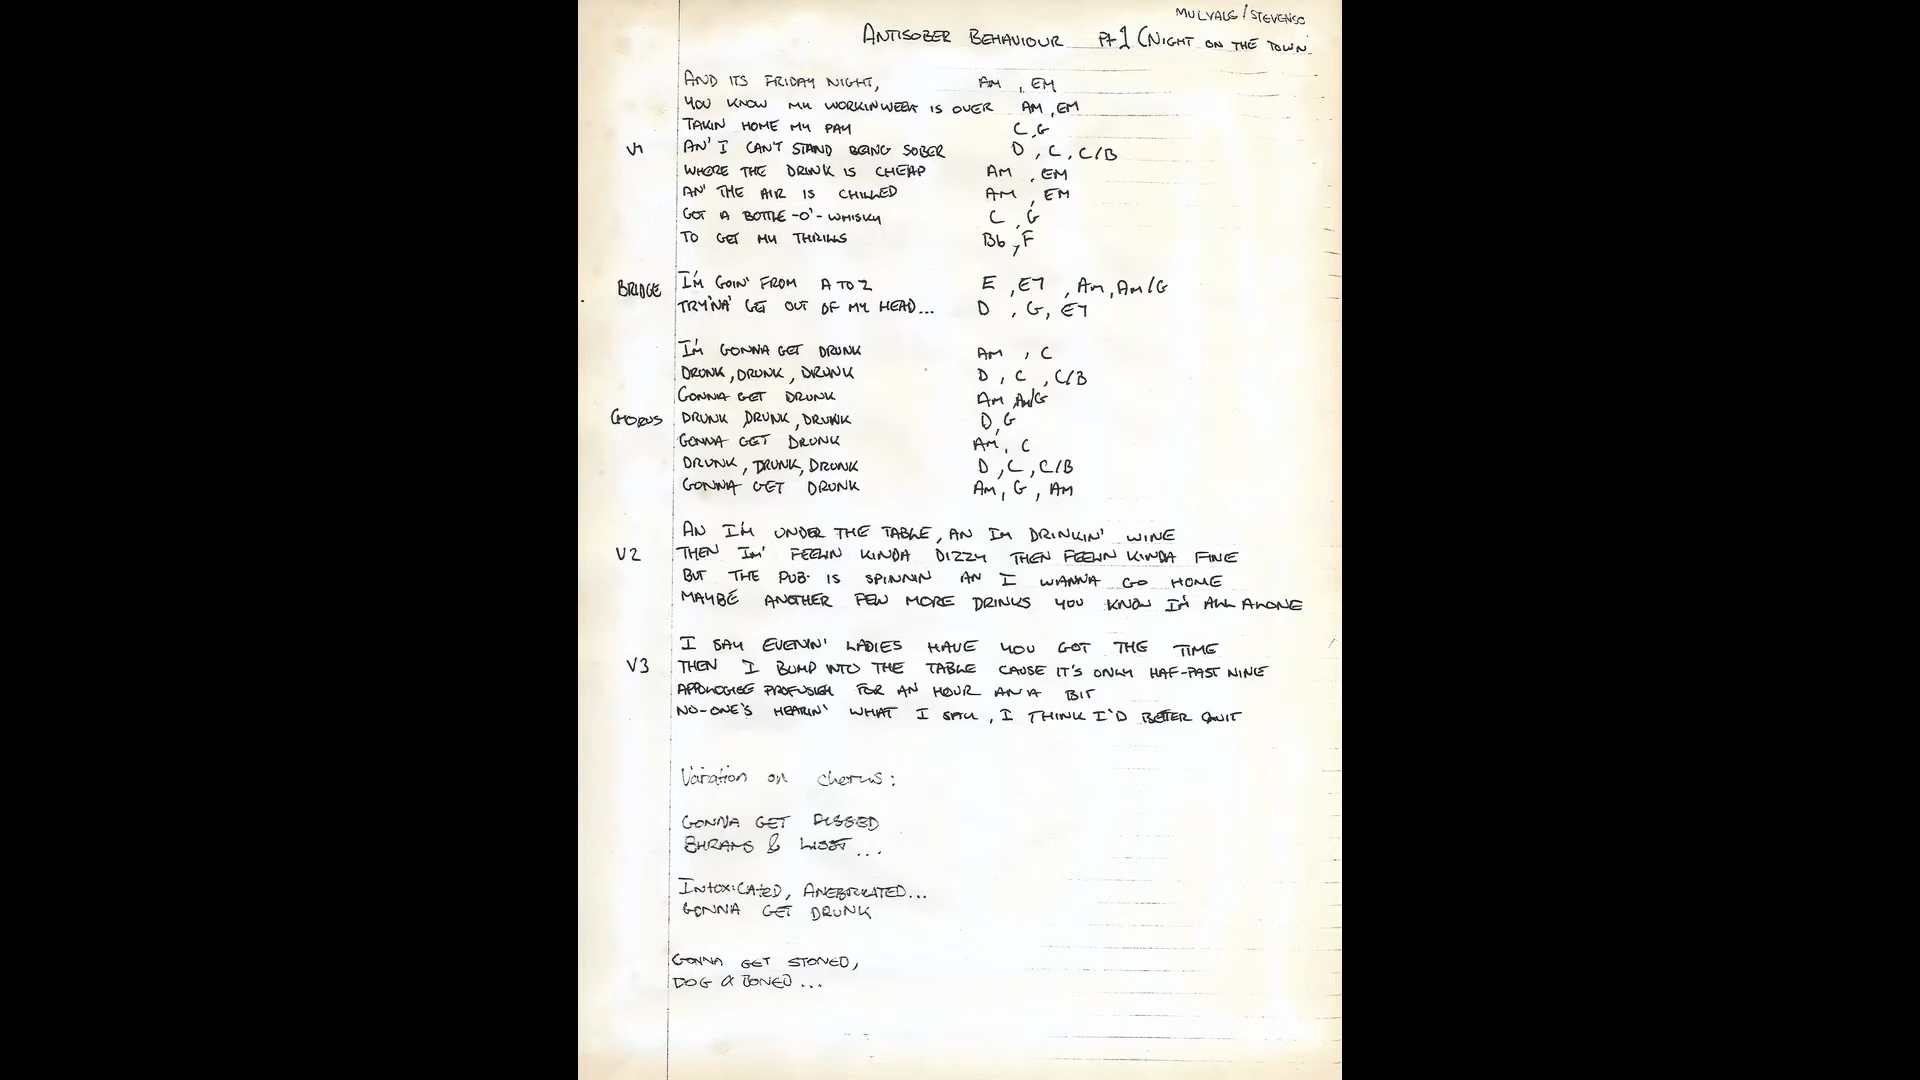 MULVALE/STEVENSO
ANTISOBER BEHAVIOUR Pt 1 (NIGHT ON THE TOWN
AND ITS FRIDAY NIGHT, AM, EM
YOU KNOW MY WORKINWEEK IS OVER AM, EM
TAKIN HOME MY PAY C, G
V1 AN' I CAN'T STAND BEING SOBER D, C, C/B
WHERE THE DRINK IS CHEAP AM, EM
AN' THE AIR IS CHILLED AM, EM
GOT A BOTTLE-O'-WHISKY C, G
TO GET MY THRILLS Bb, F
BRIDGE I'M GOIN' FROM A TO Z E, E7, Am, Am/G
TRY'NA' GET OUT OF MY HEAD... D, G, E7
I'M GONNA GET DRUNK AM, C
DRUNK, DRUNK, DRUNK D, C, C/B
GONNA GET DRUNK AM AM/G
CHORUS DRUNK, DRUNK, DRUNK D, G
GONNA GET DRUNK AM, C
DRUNK, DRUNK, DRUNK D, C, C/B
GONNA GET DRUNK Am, G, AM
AN I'M UNDER THE TABLE, AN IM DRINKIN' WINE
V2 THEN IM' FEELIN KINDA DIZZY THEN FEELIN KINDA FINE
BUT THE PUB IS SPINNIN AN I WANNA GO HOME
MAYBE ANOTHER FEW MORE DRINKS YOU KNOW I'M ALL ALONE
I SAY EVENIN' LADIES HAVE YOU GOT THE TIME
V3 THEN I BUMP INTO THE TABLE CAUSE IT'S ONLY HAF-PAST NINE
APPOLOGISE PROFUSLEY FOR AN HOUR AN A BIT
NO-ONE'S HEARIN' WHAT I SAY, I THINK I'D BETTER QUIT
Variation on chorus:
GONNA GET PISSED
BHRAMS & LISST...
INTOXICATED, ANEBRIATED...
GONNA GET DRUNK
GONNA GET STONED,
DOG & BONED...